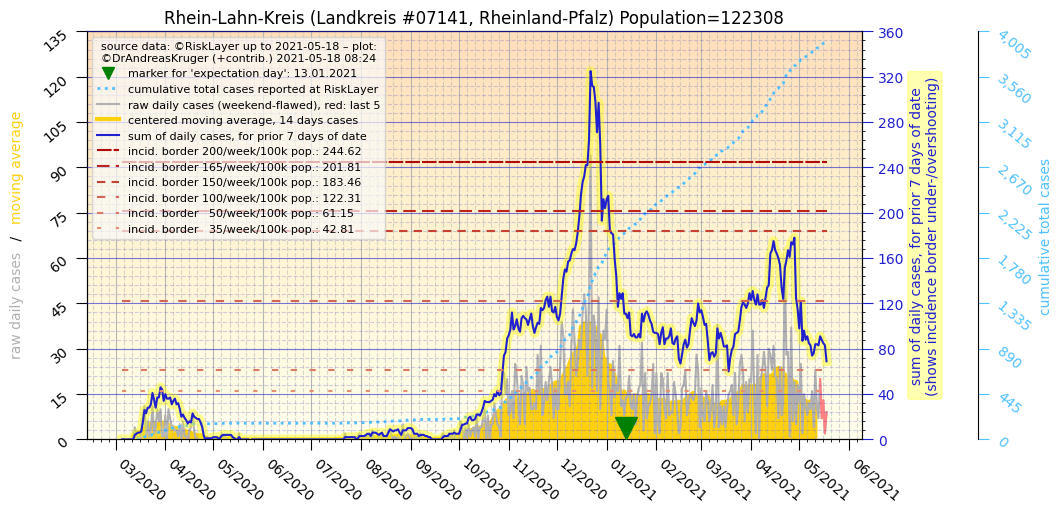 Rhein-Lahn-Kreis (Landkreis #07141, Rheinland-Pfalz) Population=122308
source data: ©RiskLayer up to 2021-05-18 – plot:
©DrAndreasKruger (+contrib.) 2021-05-18 08:24
marker for 'expectation day': 13.01.2021
cumulative total cases reported at RiskLayer
raw daily cases (weekend-flawed), red: last 5
centered moving average, 14 days cases
sum of daily cases, for prior 7 days of date
incid. border 200/week/100k pop.: 244.62
incid. border 165/week/100k pop.: 201.81
incid. border 150/week/100k pop.: 183.46
incid. border 100/week/100k pop.: 122.31
incid. border 50/week/100k pop.: 61.15
incid. border 35/week/100k pop.: 42.81
raw daily cases / moving average
135
120
105
90
75
60
45
30
15
0
03/2020
04/2020
05/2020
06/2020
07/2020
08/2020
09/2020
10/2020
11/2020
12/2020
01/2021
02/2021
03/2021
04/2021
05/2021
06/2021
360
320
280
240
200
160
120
80
40
0
sum of daily cases, for prior 7 days of date
(shows incidence border under-/overshooting)
4,005
3,560
3,115
2,670
2,225
1,780
1,335
890
445
0
cumulative total cases